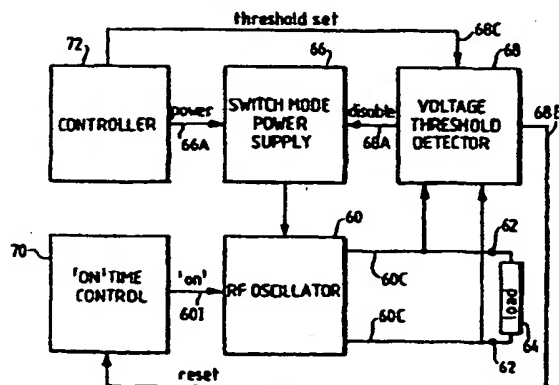 threshold set
68C
72
66
68
CONTROLLER
power
66A
SWITCH MODE
POWER
SUPPLY
disable
68A
VOLTAGE
THRESHOLD
DETECTOR
68B
60
62
70
'ON' TIME
CONTROL
'on'
60I
RF OSCILLATOR
60C
load
64
60C
62
reset